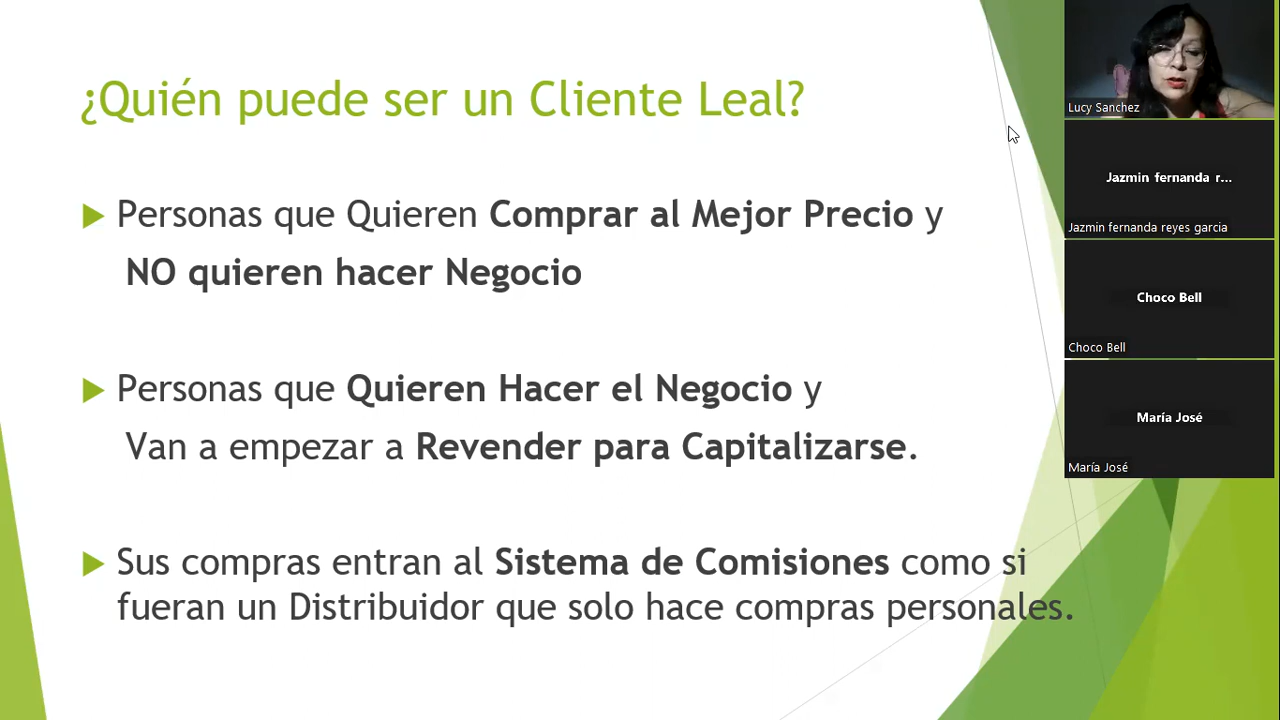 ¿Quién puede ser un Cliente Leal?
Personas que Quieren Comprar al Mejor Precio y
NO quieren hacer Negocio
Personas que Quieren Hacer el Negocio y
Van a empezar a Revender para Capitalizarse.
Sus compras entran al Sistema de Comisiones como si
fueran un Distribuidor que solo hace compras personales.
Lucy Sanchez
Jazmin fernanda r...
Jazmin fernanda reyes garcia
Choco Bell
Choco Bell
María José
María José